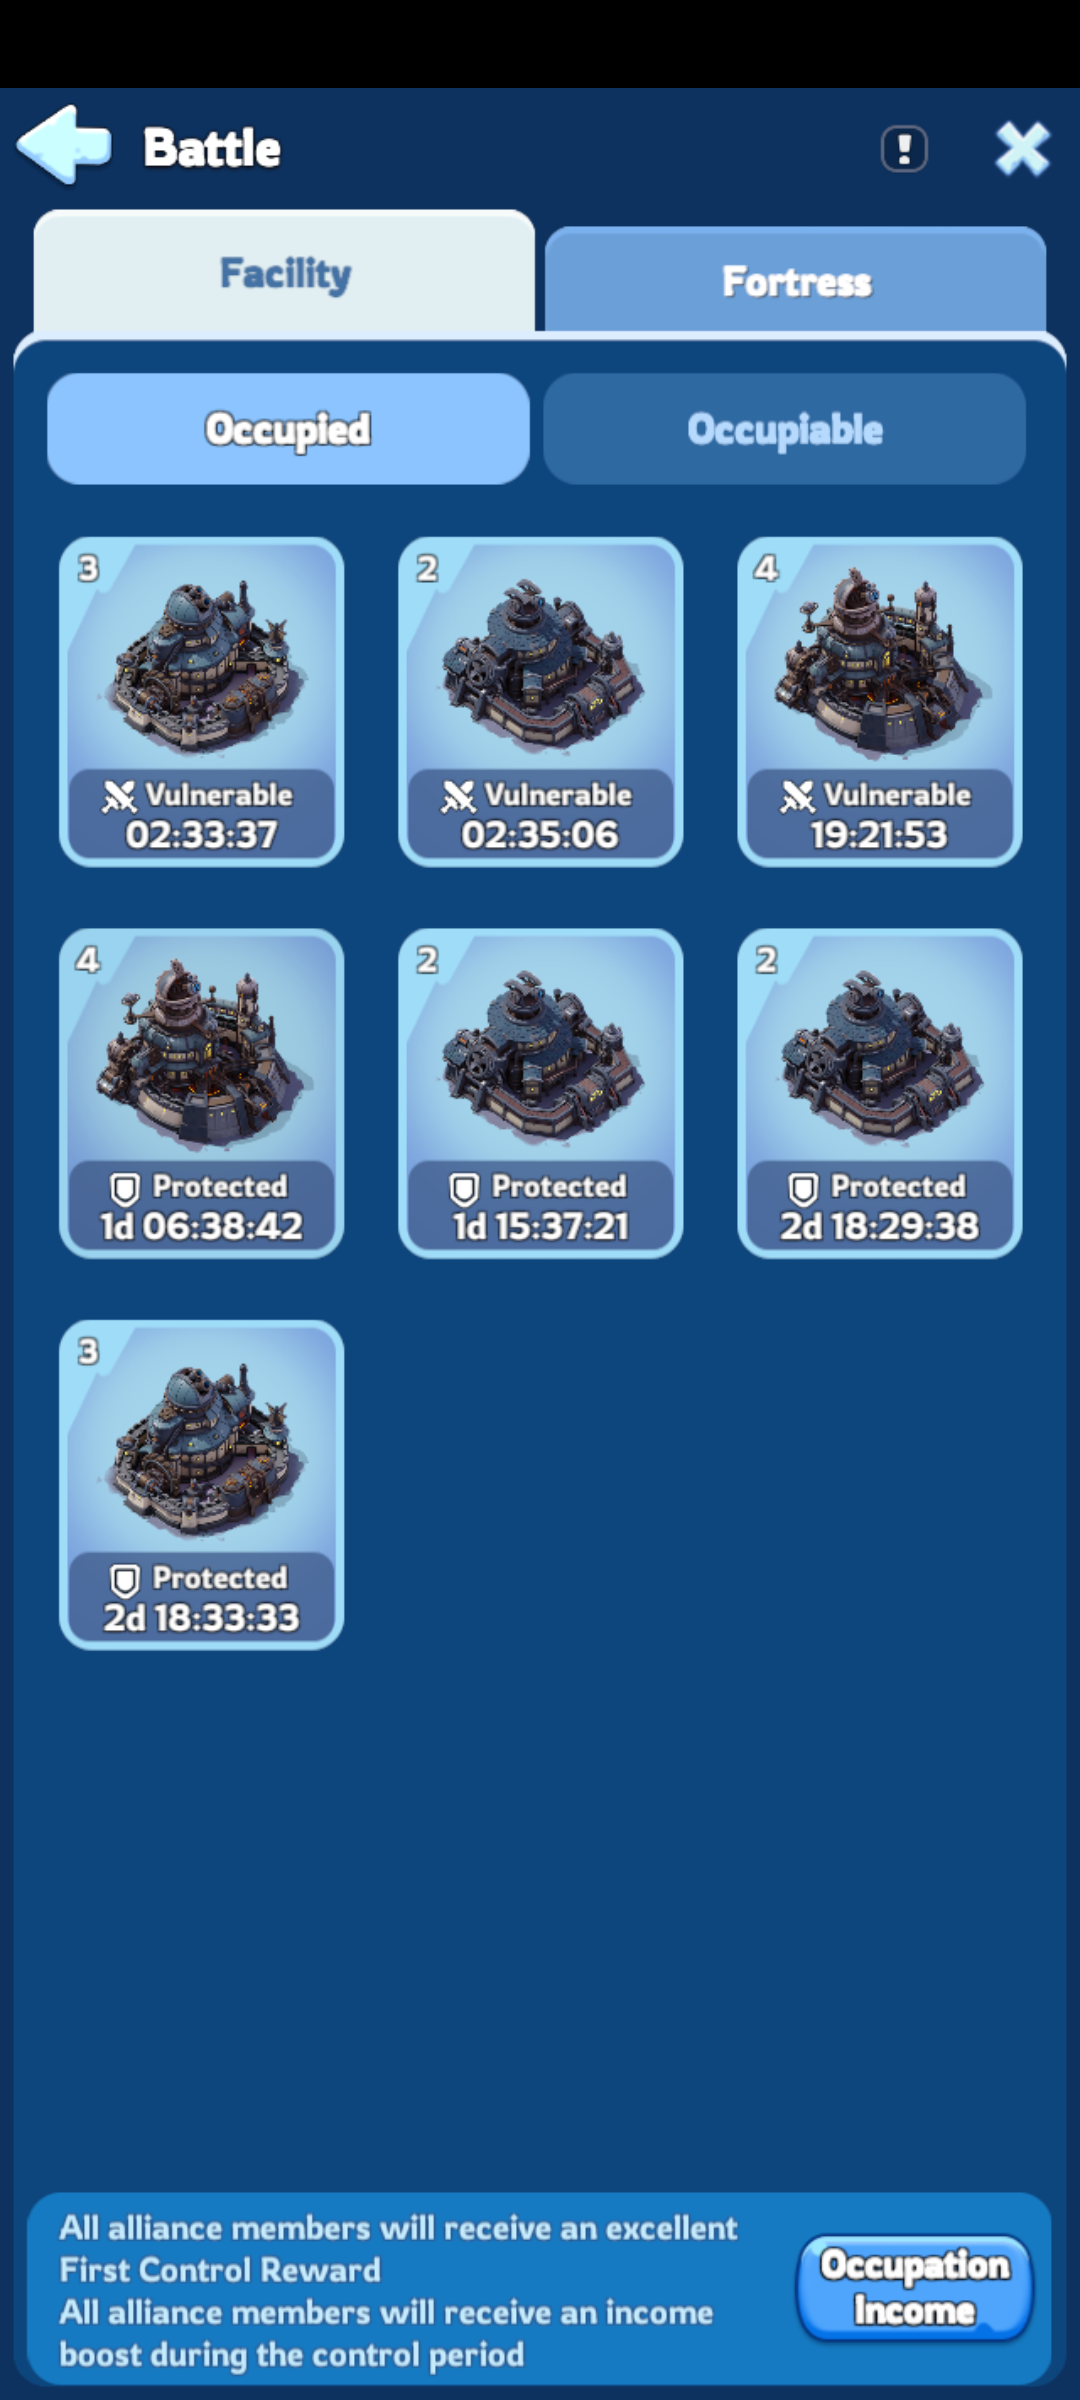 Battle
!
Facility
Fortress
Occupied
Occupiable
3
2
4
Vulnerable
02:33:37
Vulnerable
02:35:06
Vulnerable
19:21:53
4
2
2
Protected
1d 06:38:42
Protected
1d 15:37:21
Protected
2d 18:29:38
3
Protected
2d 18:33:33
All alliance members will receive an excellent
First Control Reward
All alliance members will receive an income
boost during the control period
Occupation
Income